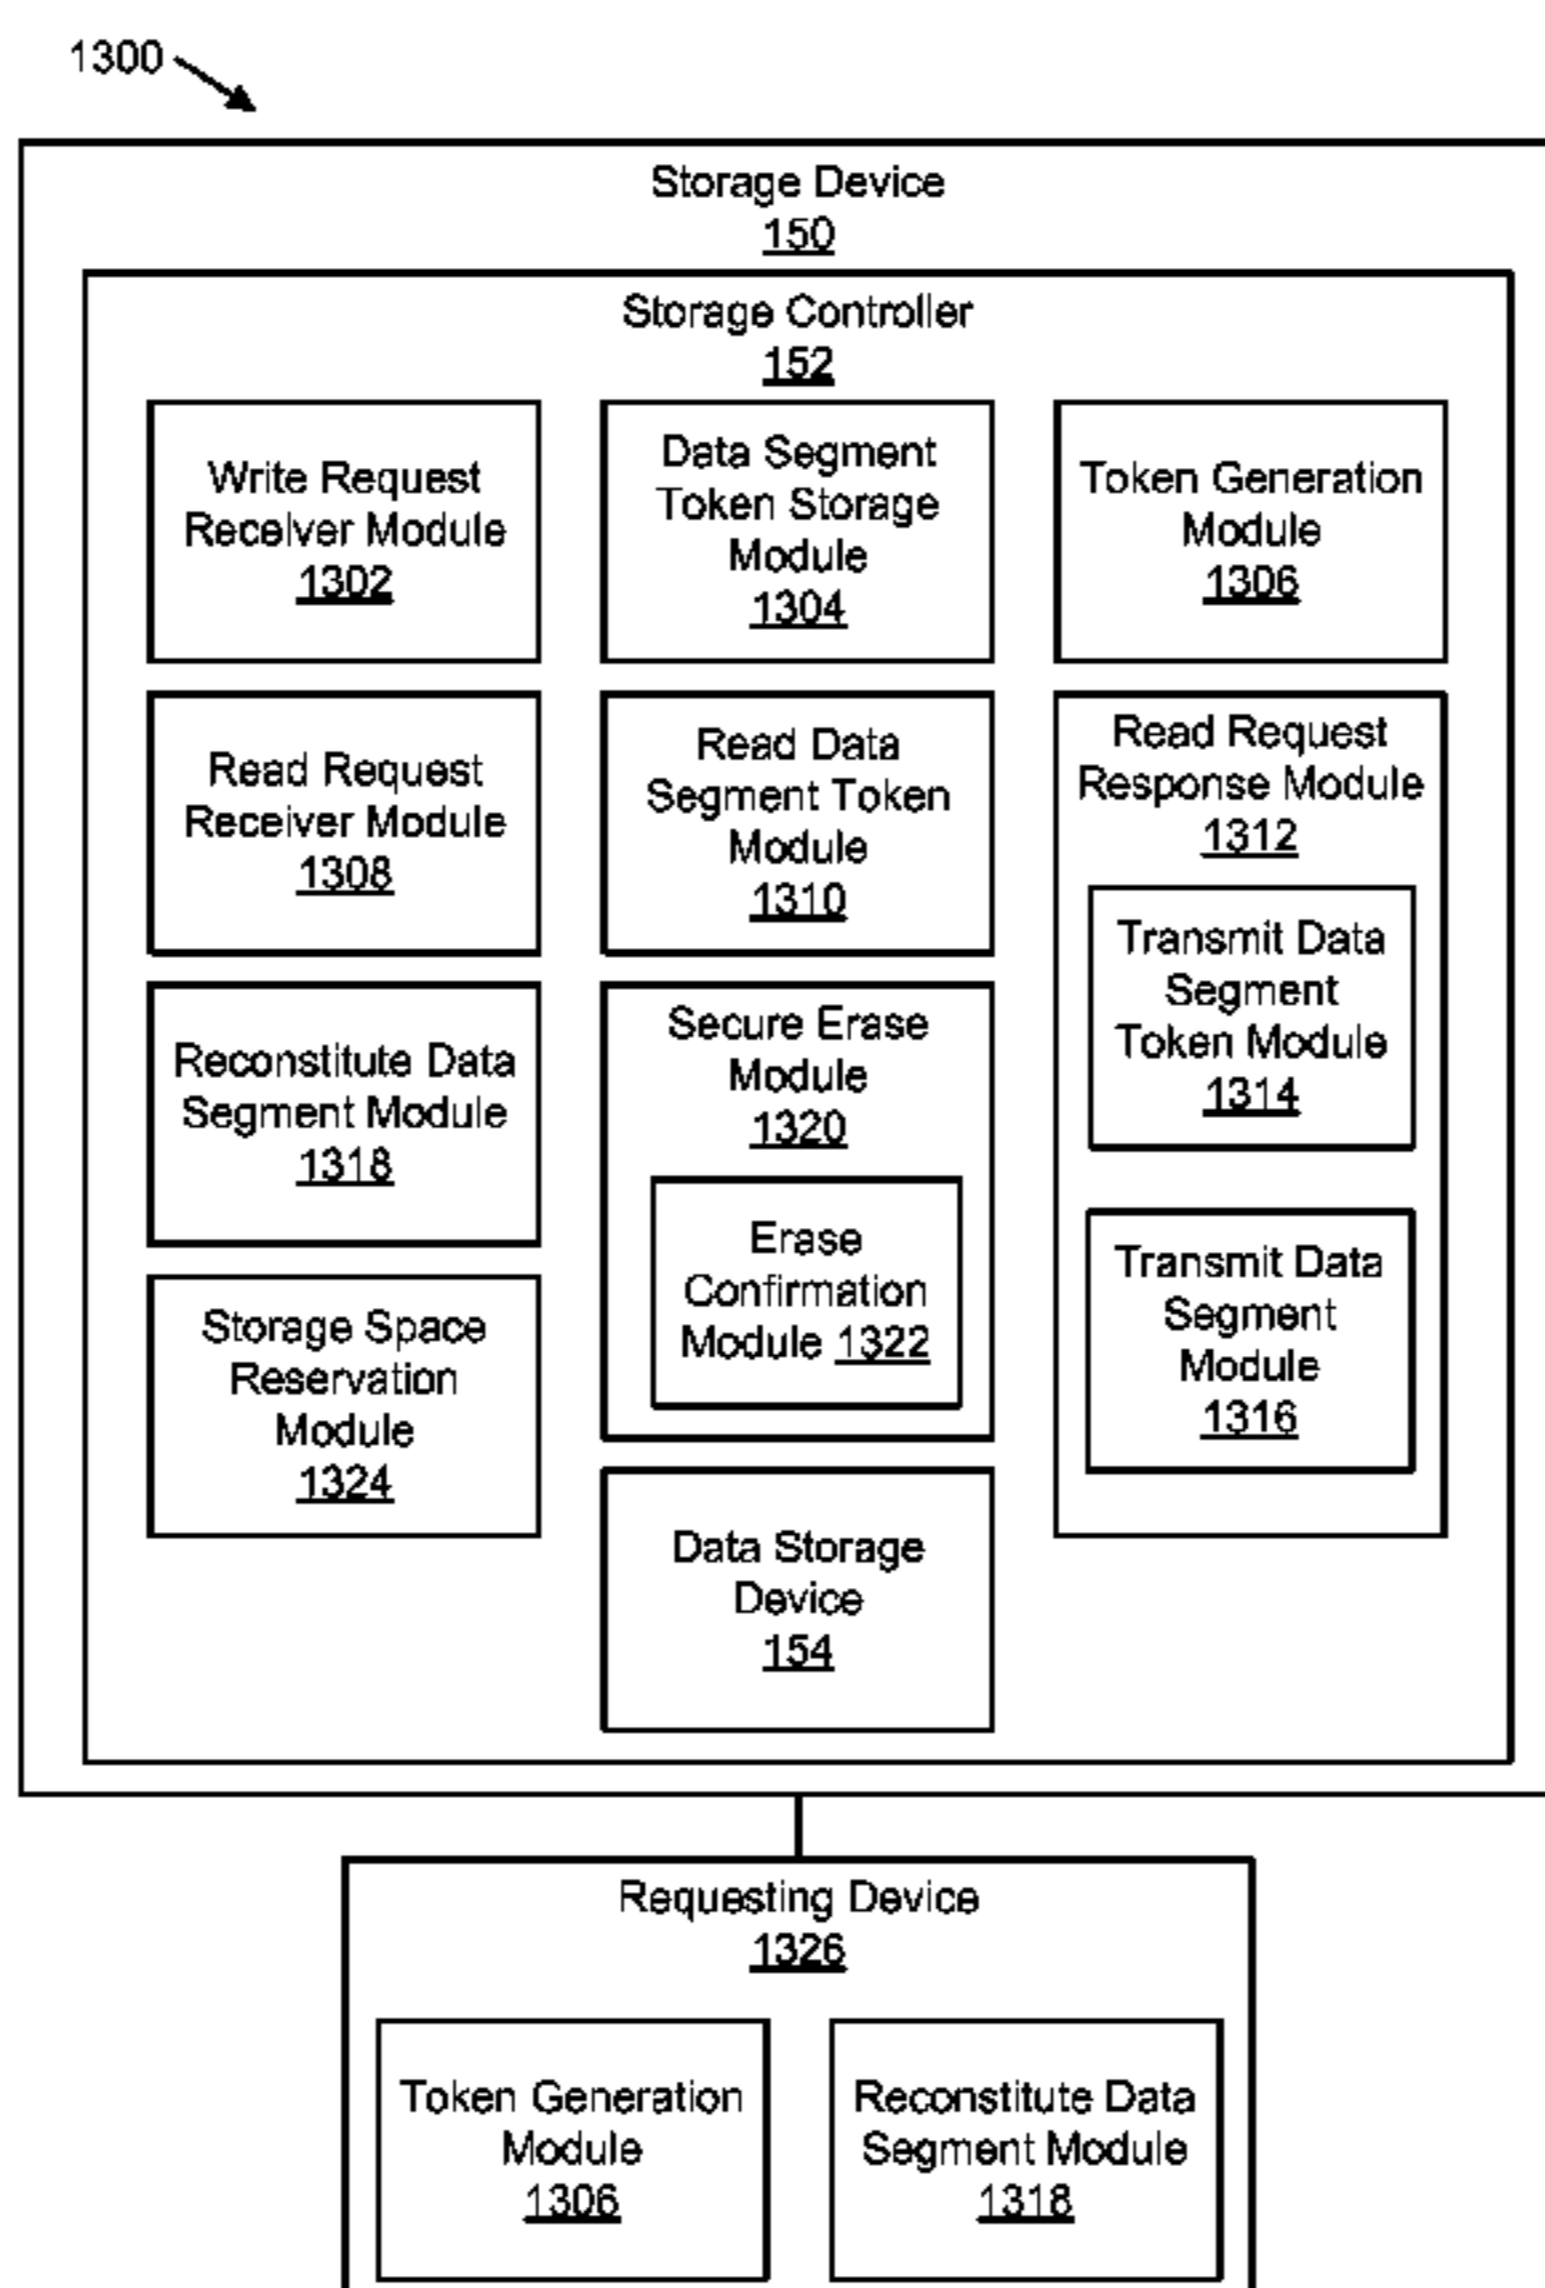 1300
Storage Device
150
Storage Controller
152
Write Request
Receiver Module
1302
Data Segment
Token Storage
Module
1304
Token Generation
Module
1306
Read Request
Receiver Module
1308
Read Data
Segment Token
Module
1310
Read Request
Response Module
1312
Transmit Data
Segment
Token Module
1314
Transmit Data
Segment
Module
1316
Reconstitute Data
Segment Module
1318
Secure Erase
Module
1320
Erase
Confirmation
Module 1322
Storage Space
Reservation
Module
1324
Data Storage
Device
154
Requesting Device
1326
Token Generation
Module
1306
Reconstitute Data
Segment Module
1318